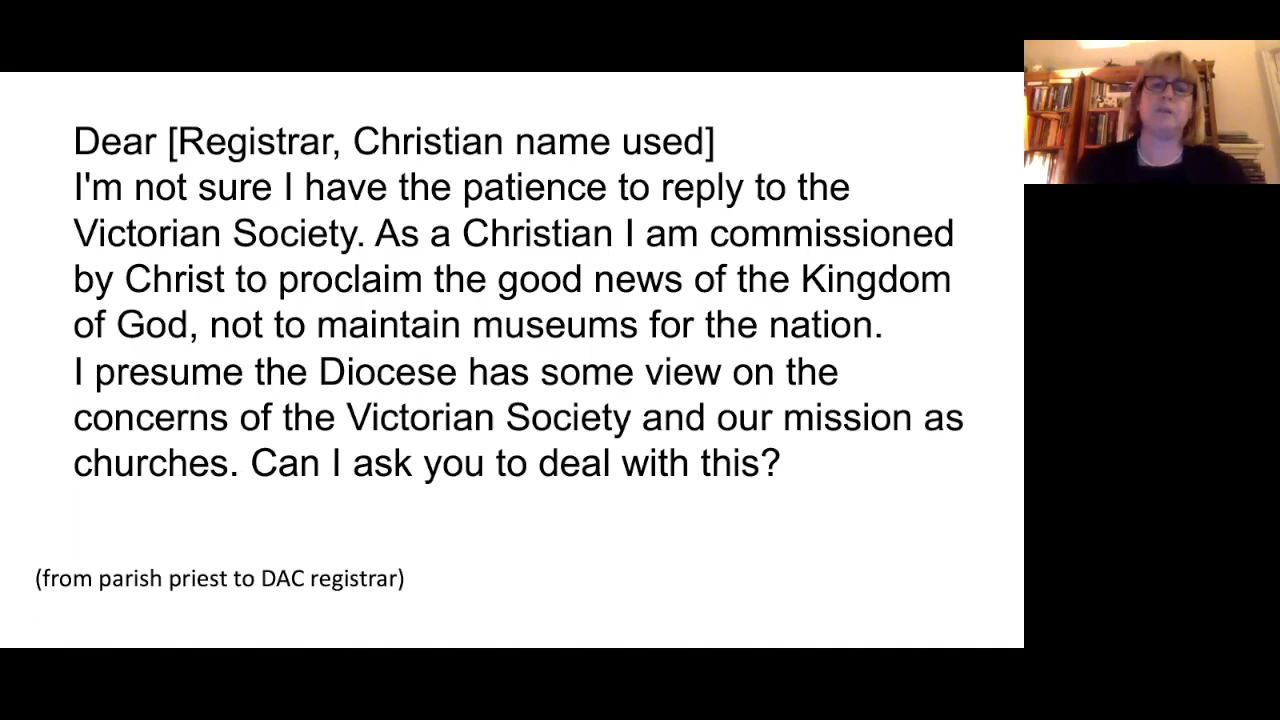 Dear [Registrar, Christian name used]
I'm not sure I have the patience to reply to the
Victorian Society. As a Christian I am commissioned
by Christ to proclaim the good news of the Kingdom
of God, not to maintain museums for the nation.
I presume the Diocese has some view on the
concerns of the Victorian Society and our mission as
churches. Can I ask you to deal with this?
(from parish priest to DAC registrar)